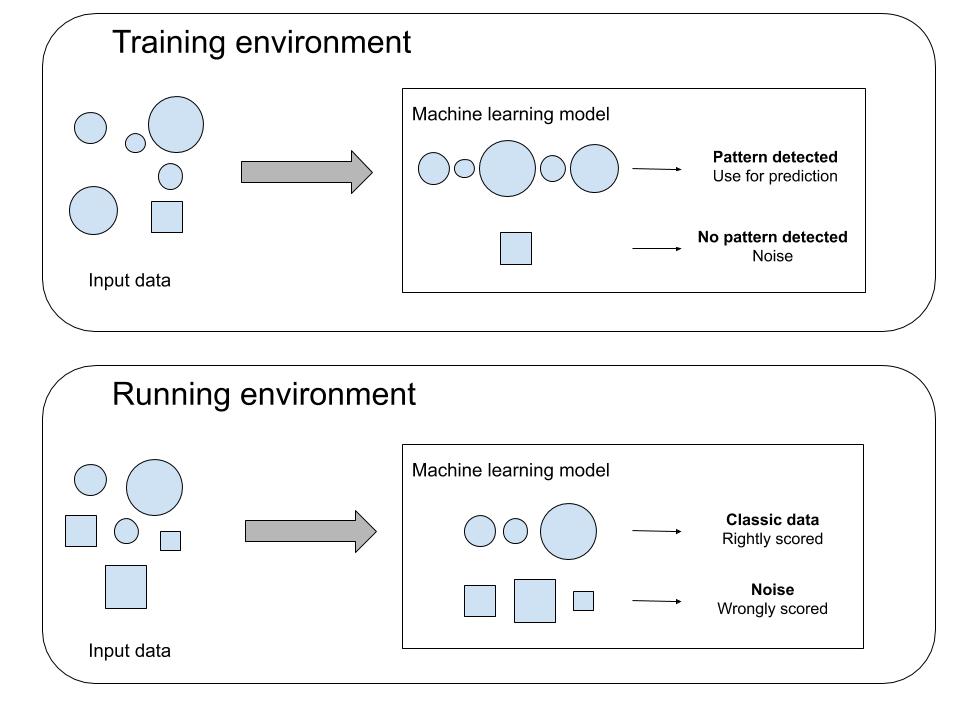 Training environment
Machine learning model
Pattern detected
Use for prediction
No pattern detected
Noise
Input data
Running environment
Machine learning model
Classic data
Rightly scored
Noise
Wrongly scored
Input data